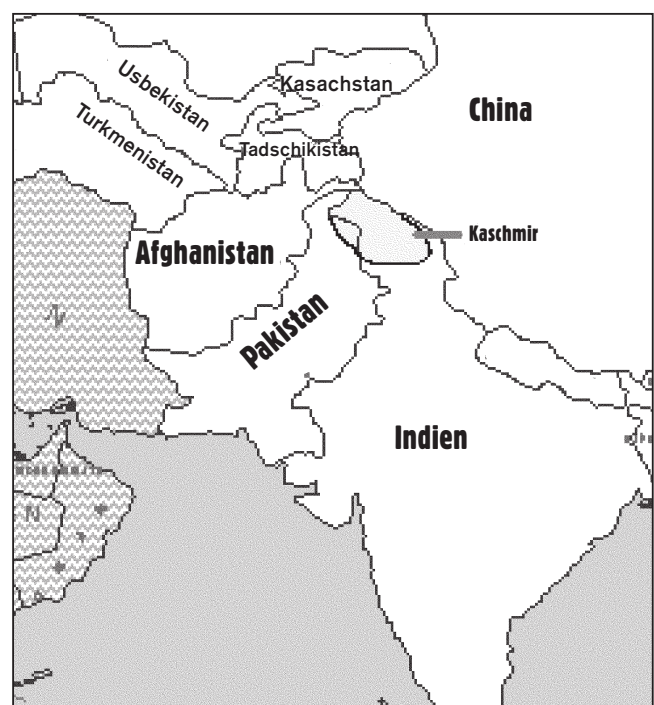 Usbekistan
Kasachstan
China
Turkmenistan
Tadschikistan
Kaschmir
Afghanistan
Pakistan
Indien
N